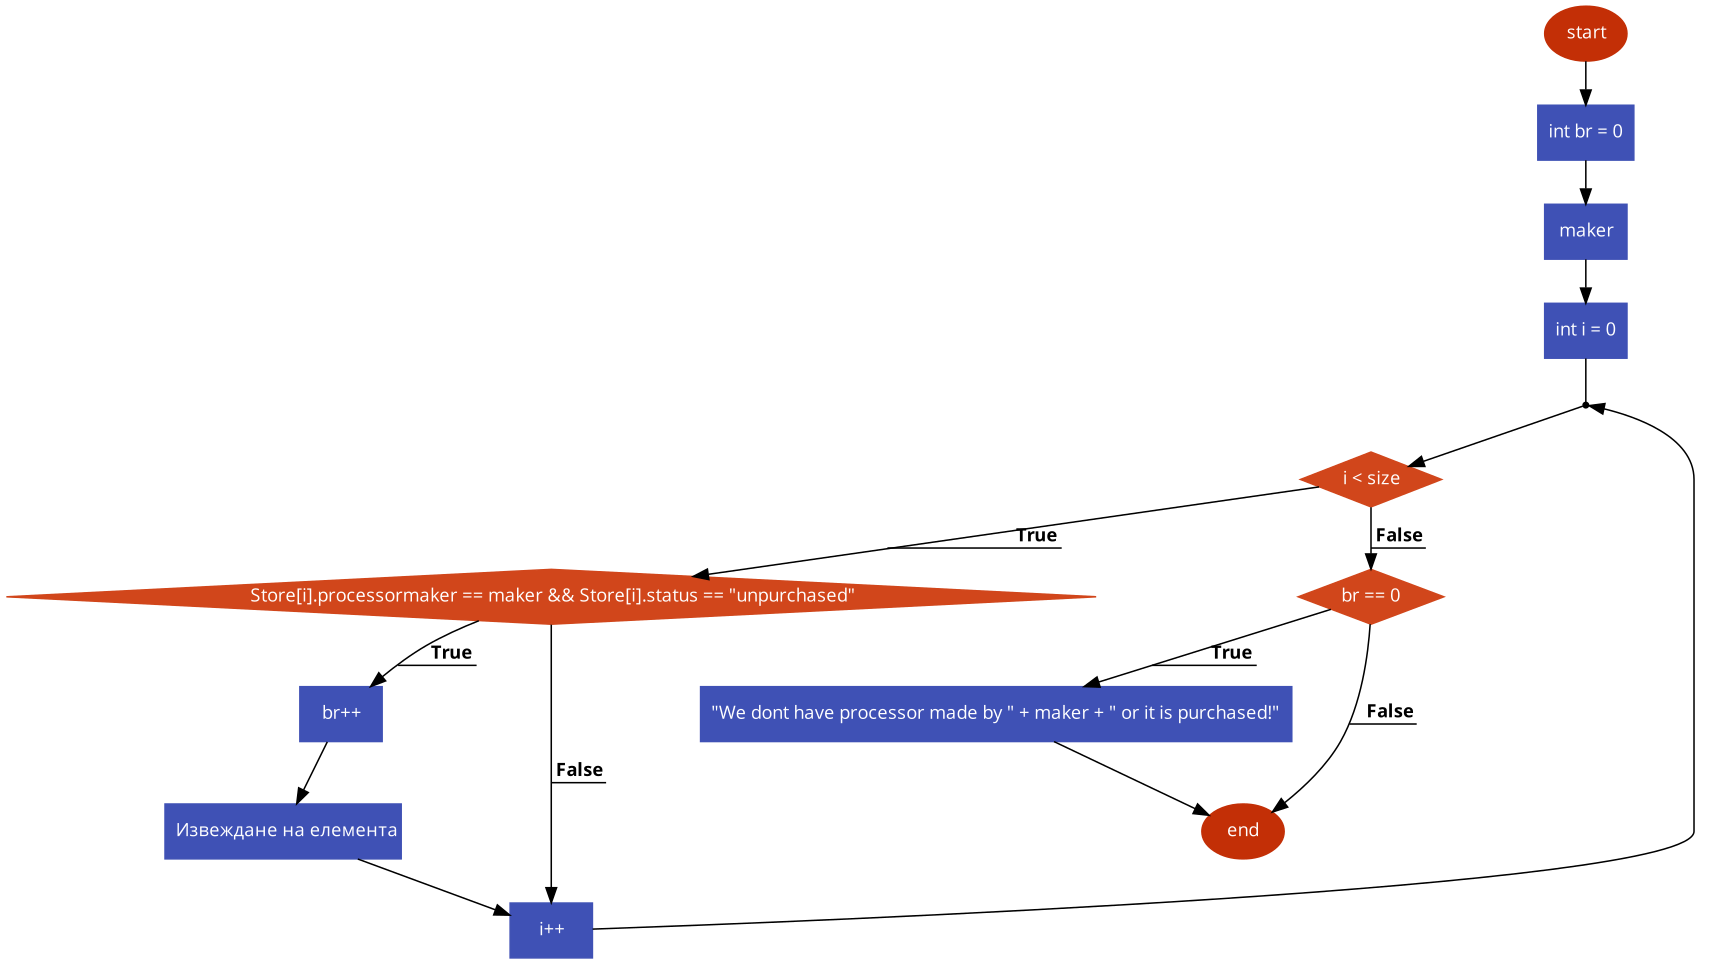 start
int br = 0
maker
int i = 0
i < size
True
False
Store[i].processormaker == maker && Store[i].status == "unpurchased"
br == 0
True
True
False
br++
"We dont have processor made by " + maker + " or it is purchased!"
False
Извеждане на елемента
end
i++